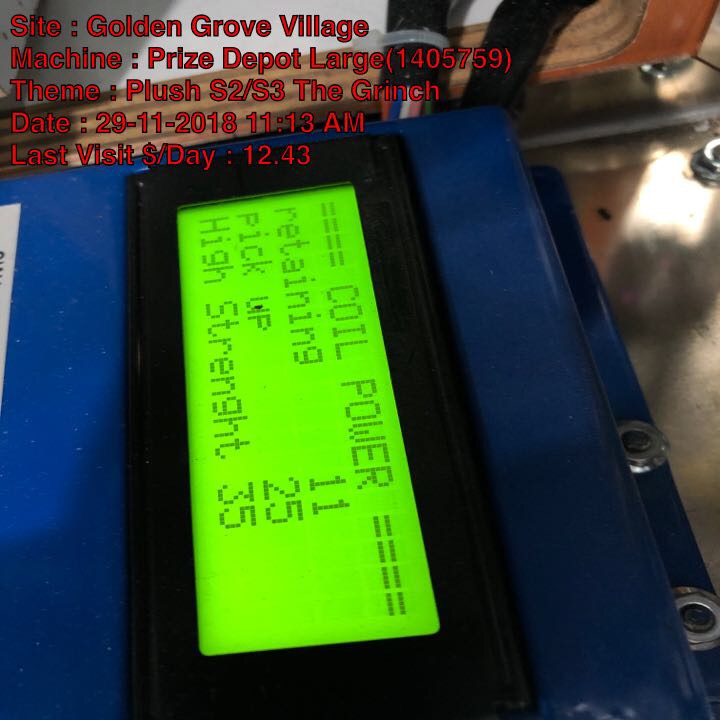 Site : Golden Grove Village
Machine : Prize Depot Large(1405759)
Theme : Plush S2/S3 The Grinch
Date : 29-11-2018 11:13 AM
Last Visit $/Day : 12.43
==== COIL POWER ====
retaining 11
Pick UP 25
High Strenght 35